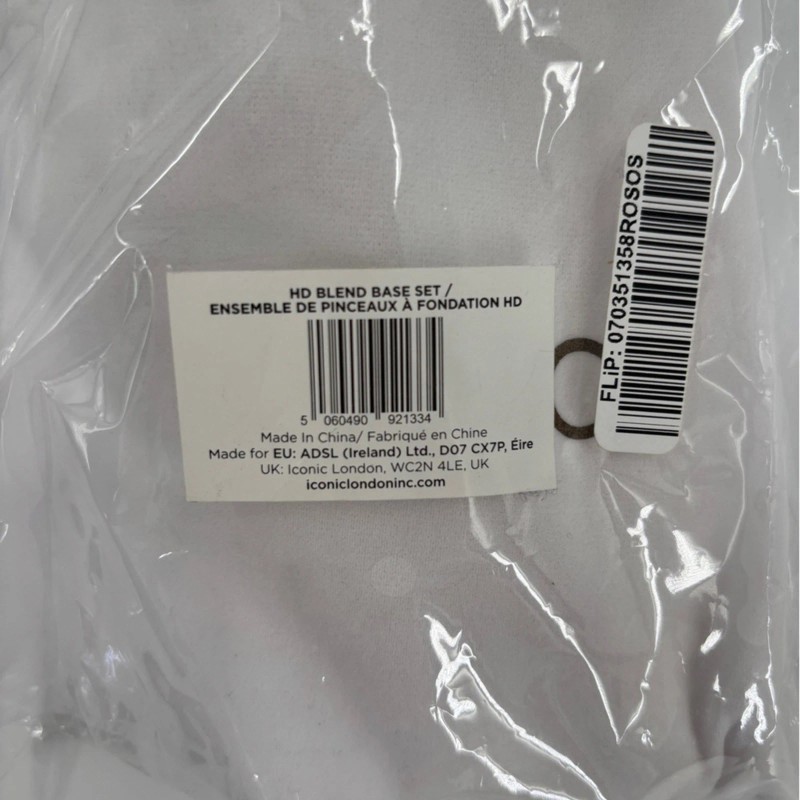 HD BLEND BASE SET /
ENSEMBLE DE PINCEAUX À FONDATION HD
5 060490 921334
Made In China/ Fabriqué en Chine
Made for EU: ADSL (Ireland) Ltd., D07 CX7P, Éire
UK: Iconic London, WC2N 4LE, UK
iconiclondoninc.com
FLiP: 070351358ROSOS